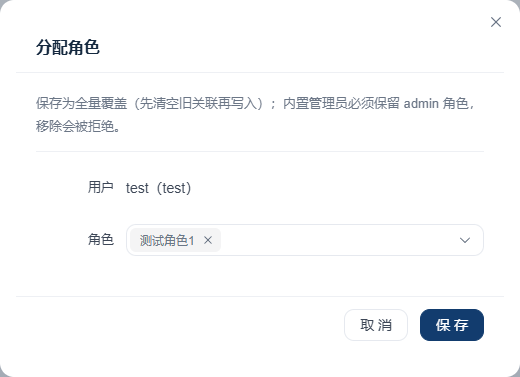 分配角色
保存为全量覆盖（先清空旧关联再写入）；内置管理员必须保留 admin 角色，
移除会被拒绝。
用户 test（test）
角色 测试角色1 ×
取 消 保 存